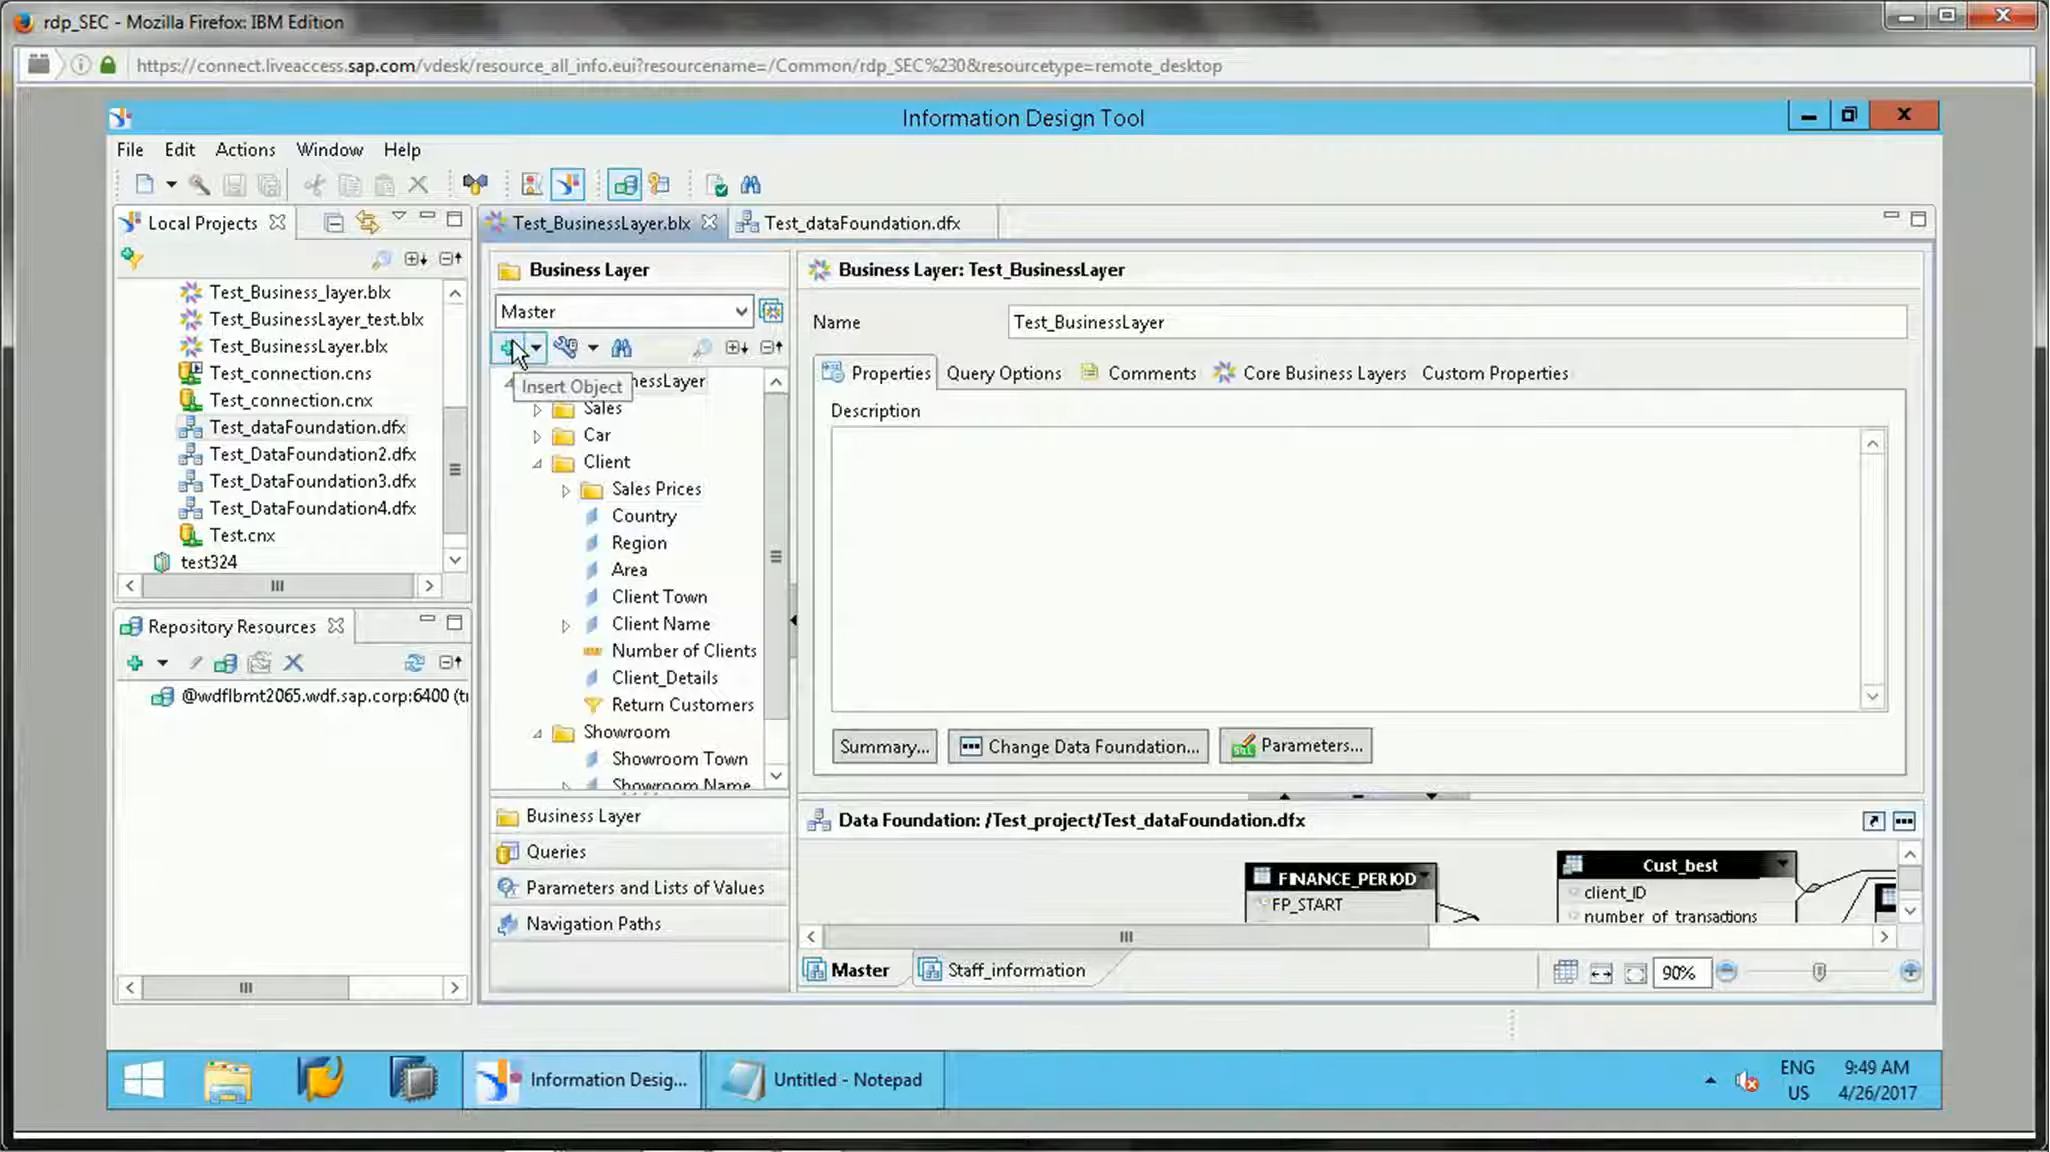 rdp_SEC - Mozilla Firefox: IBM Edition
https://connect.liveaccess.sap.com/vdesk/resource_all_info.eui?resourcename=/Common/rdp_SEC%230&resourcetype=remote_desktop
Information Design Tool
File Edit Actions Window Help
Local Projects
Test_Business_layer.blx
Test_BusinessLayer_test.blx
Test_BusinessLayer.blx
Test_connection.cns
Test_connection.cnx
Test_dataFoundation.dfx
Test_DataFoundation2.dfx
Test_DataFoundation3.dfx
Test_DataFoundation4.dfx
Test.cnx
test324
Repository Resources
@wdflbmt2065.wdf.sap.corp:6400 (tr
Test_BusinessLayer.blx
Test_dataFoundation.dfx
Business Layer
Master
Insert Object
nessLayer
Sales
Car
Client
Sales Prices
Country
Region
Area
Client Town
Client Name
Number of Clients
Client_Details
Return Customers
Showroom
Showroom Town
Showroom Name
Business Layer
Queries
Parameters and Lists of Values
Navigation Paths
Business Layer: Test_BusinessLayer
Name Test_BusinessLayer
Properties Query Options Comments Core Business Layers Custom Properties
Description
Summary... Change Data Foundation... Parameters...
Data Foundation: /Test_project/Test_dataFoundation.dfx
FINANCE_PERIOD
FP_START
Cust_best
client_ID
number of transactions
Master Staff_information
90%
Information Desig...
Untitled - Notepad
ENG
US
9:49 AM
4/26/2017